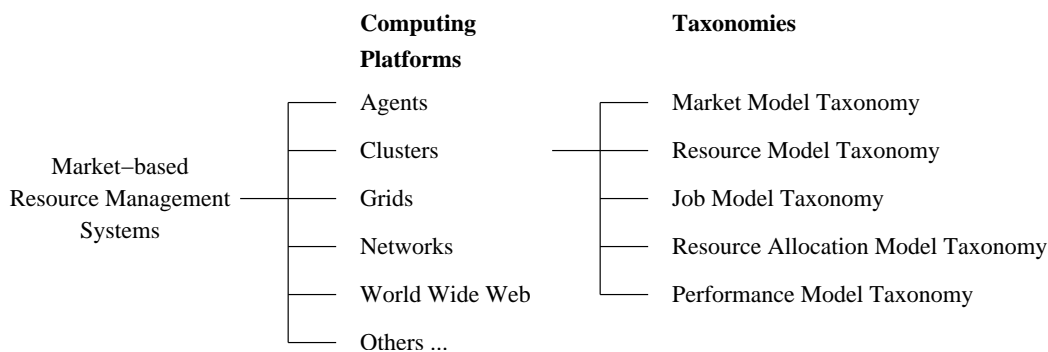 Computing
Platforms
Taxonomies
Market−based
Resource Management
Systems
Agents
Clusters
Grids
Networks
World Wide Web
Others ...
Market Model Taxonomy
Resource Model Taxonomy
Job Model Taxonomy
Resource Allocation Model Taxonomy
Performance Model Taxonomy